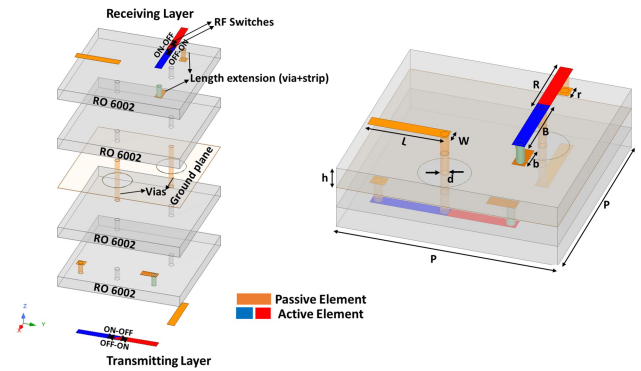 Receiving Layer
RF Switches
ON-OFF
OFF-ON
Length extension (via+strip)
RO 6002
RO 6002
Ground plane
Vias
RO 6002
RO 6002
Z
X
Y
ON-OFF
OFF-ON
Transmitting Layer
R
r
B
b
L
W
d
h
P
P
Passive Element
Active Element